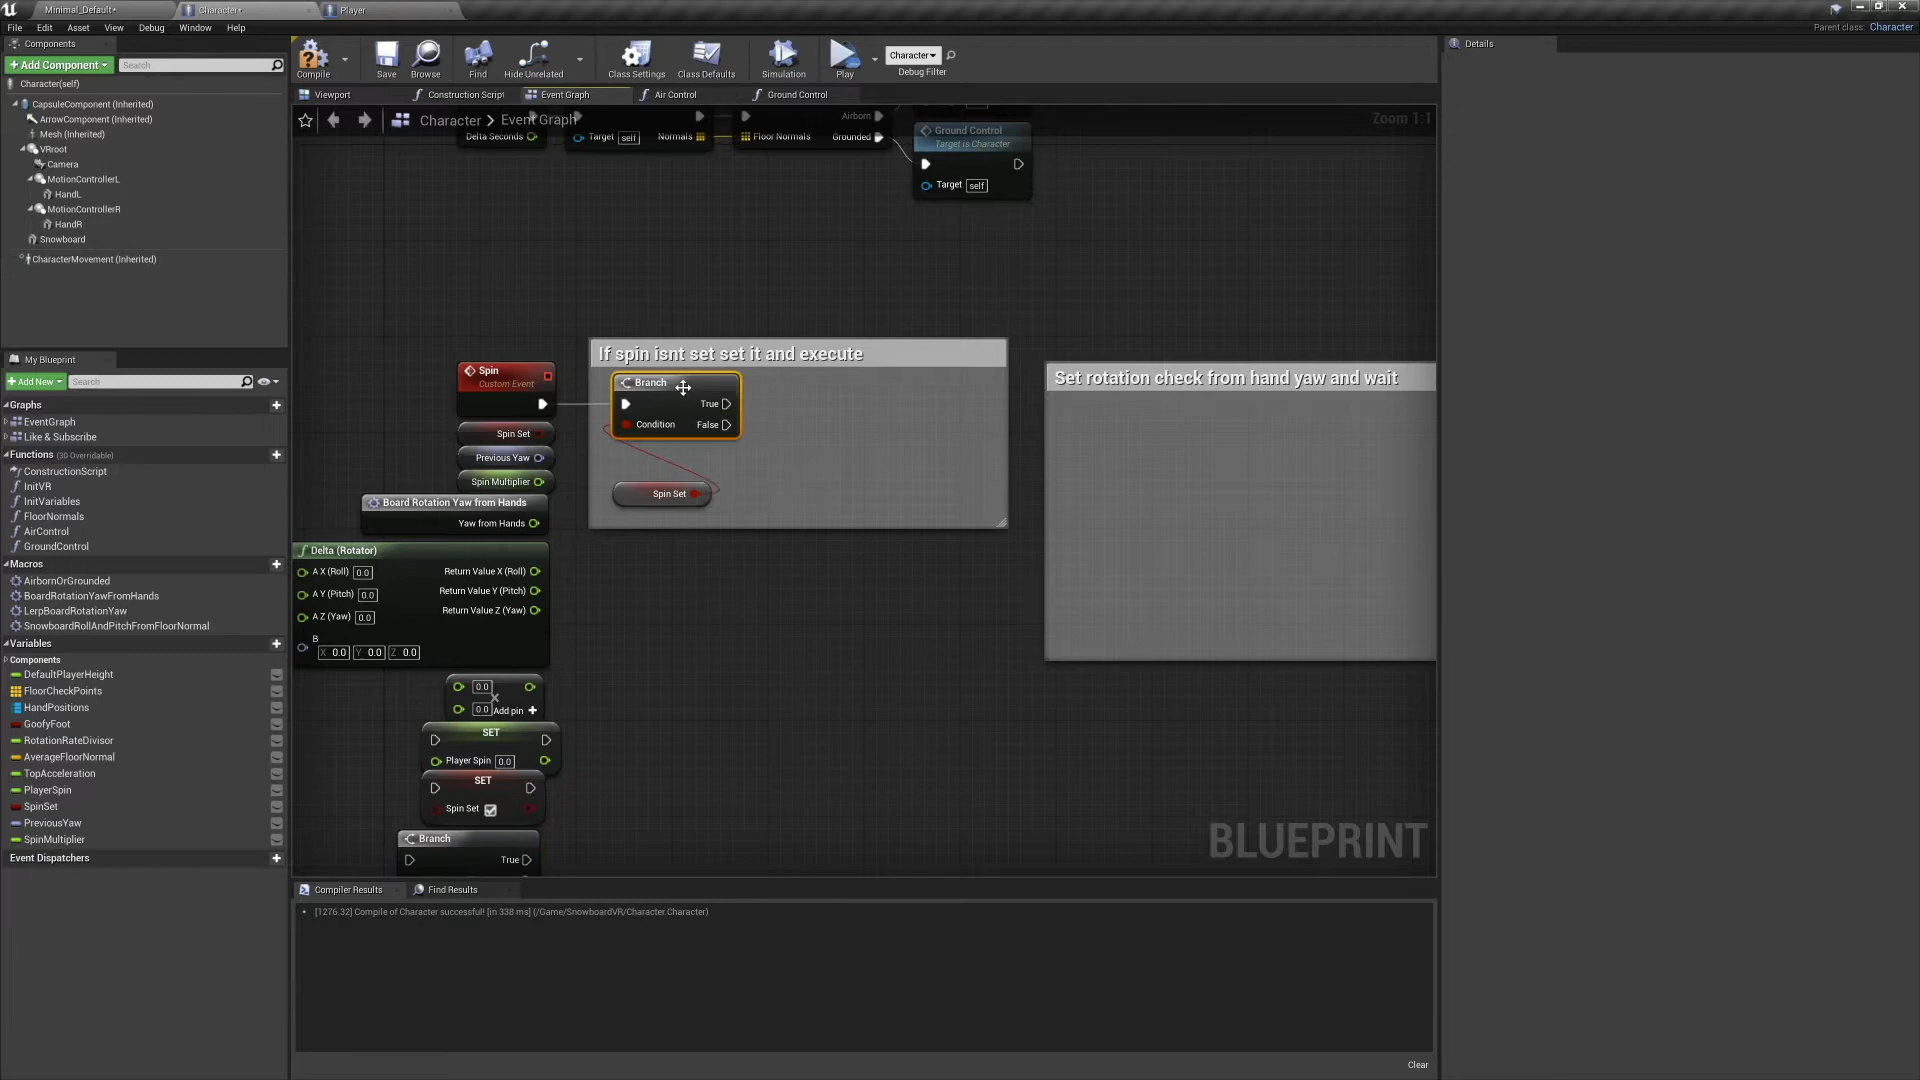 Minimal_Default*
Character*
Player
File Edit Asset View Debug Window Help
Parent class: Character
Components
+ Add Component
Search
Character(self)
CapsuleComponent (Inherited)
ArrowComponent (Inherited)
Mesh (Inherited)
VRroot
Camera
MotionControllerL
HandL
MotionControllerR
HandR
Snowboard
CharacterMovement (Inherited)
My Blueprint
+Add New
Search
Graphs
EventGraph
Like & Subscribe
Functions (30 Overridable)
ConstructionScript
InitVR
InitVariables
FloorNormals
AirControl
GroundControl
Macros
AirbornOrGrounded
BoardRotationYawFromHands
LerpBoardRotationYaw
SnowboardRollAndPitchFromFloorNormal
Variables
Components
DefaultPlayerHeight
FloorCheckPoints
HandPositions
GoofyFoot
RotationRateDivisor
AverageFloorNormal
TopAcceleration
PlayerSpin
SpinSet
PreviousYaw
SpinMultiplier
Event Dispatchers
Compile
Save
Browse
Find
Hide Unrelated
Class Settings
Class Defaults
Simulation
Play
Character
Debug Filter
Viewport
Construction Script
Event Graph
Air Control
Ground Control
Character > Event Graph
Zoom 1:1
Delta Seconds
Target self
Normals
Floor Normals
Airborn
Grounded
Ground Control
Target is Character
Target self
If spin isnt set set it and execute
Spin
Custom Event
Branch
True
Condition
False
Spin Set
Set rotation check from hand yaw and wait
Spin Set
Previous Yaw
Spin Multiplier
Board Rotation Yaw from Hands
Yaw from Hands
Delta (Rotator)
A X (Roll) 0.0
Return Value X (Roll)
A Y (Pitch) 0.0
Return Value Y (Pitch)
A Z (Yaw) 0.0
Return Value Z (Yaw)
B
X 0.0 Y 0.0 Z 0.0
0.0
0.0 Add pin +
SET
Player Spin 0.0
SET
Spin Set
Branch
True
BLUEPRINT
Compiler Results
Find Results
[1276.32] Compile of Character successful! [in 338 ms] (/Game/SnowboardVR/Character.Character)
Clear
Details